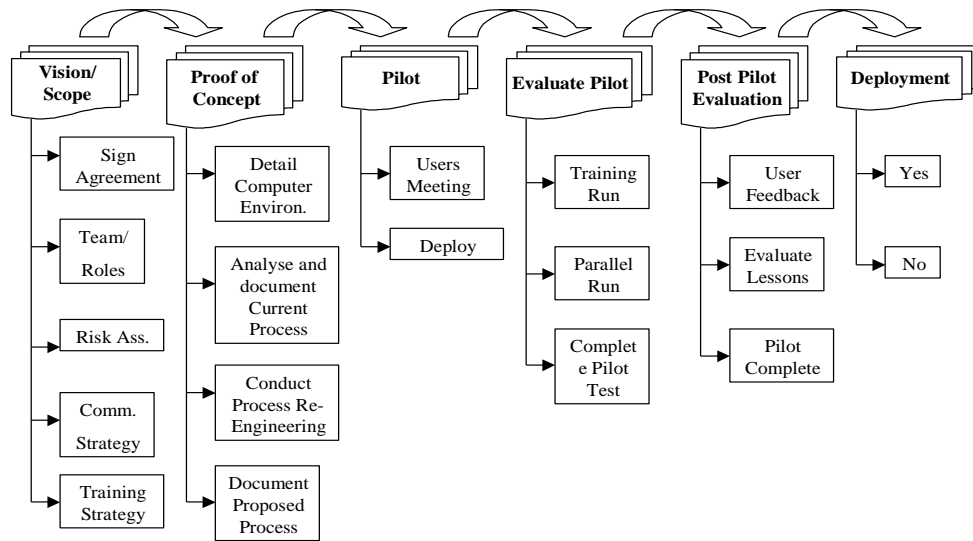 Vision/
Scope
Sign
Agreement
Team/
Roles
Risk Ass.
Comm.
Strategy
Training
Strategy
Proof of
Concept
Detail
Computer
Environ.
Analyse and
document
Current
Process
Conduct
Process Re-
Engineering
Document
Proposed
Process
Pilot
Users
Meeting
Deploy
Evaluate Pilot
Training
Run
Parallel
Run
Complet
e Pilot
Test
Post Pilot
Evaluation
User
Feedback
Evaluate
Lessons
Pilot
Complete
Deployment
Yes
No